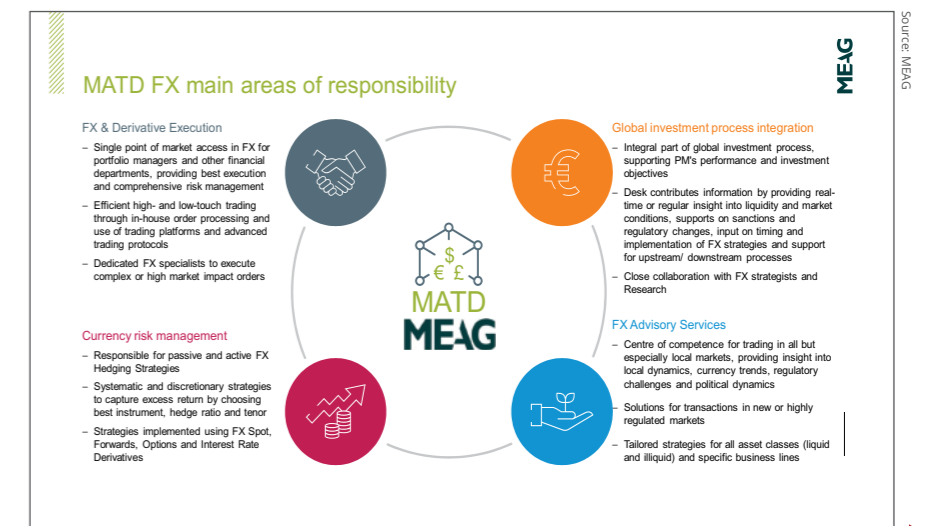 MATD FX main areas of responsibility
MEAG
Source: MEAG
FX & Derivative Execution
– Single point of market access in FX for
portfolio managers and other financial
departments, providing best execution
and comprehensive risk management
– Efficient high- and low-touch trading
through in-house order processing and
use of trading platforms and advanced
trading protocols
– Dedicated FX specialists to execute
complex or high market impact orders
Global investment process integration
– Integral part of global investment process,
supporting PM's performance and investment
objectives
– Desk contributes information by providing real-
time or regular insight into liquidity and market
conditions, supports on sanctions and
regulatory changes, input on timing and
implementation of FX strategies and support
for upstream/ downstream processes
– Close collaboration with FX strategists and
Research
€
$
€ £
MATD
MEAG
Currency risk management
– Responsible for passive and active FX
Hedging Strategies
– Systematic and discretionary strategies
to capture excess return by choosing
best instrument, hedge ratio and tenor
– Strategies implemented using FX Spot,
Forwards, Options and Interest Rate
Derivatives
FX Advisory Services
– Centre of competence for trading in all but
especially local markets, providing insight into
local dynamics, currency trends, regulatory
challenges and political dynamics
– Solutions for transactions in new or highly
regulated markets
– Tailored strategies for all asset classes (liquid
and illiquid) and specific business lines